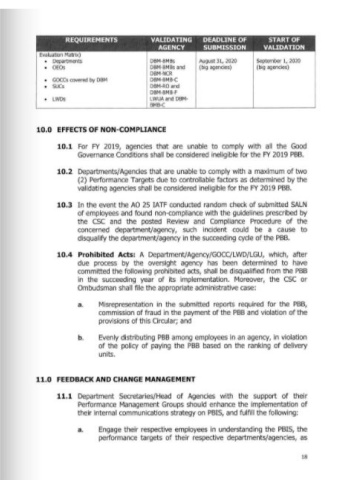 REQUIREMENTS VALIDATING AGENCY DEADLINE OF SUBMISSION START OF VALIDATION
Evaluation Matrix)
• Departments DBM-BMBs August 31, 2020 September 1, 2020
• OEOs DBM-BMBs and (big agencies) (big agencies)
DBM-NCR
• GOCCs covered by DBM DBM-BMB-C
• SUCs DBM-RO and
DBM-BMB-F
• LWDs LWUA and DBM-
BMB-C
10.0 EFFECTS OF NON-COMPLIANCE
10.1 For FY 2019, agencies that are unable to comply with all the Good
Governance Conditions shall be considered ineligible for the FY 2019 PBB.
10.2 Departments/Agencies that are unable to comply with a maximum of two
(2) Performance Targets due to controllable factors as determined by the
validating agencies shall be considered ineligible for the FY 2019 PBB.
10.3 In the event the AO 25 IATF conducted random check of submitted SALN
of employees and found non-compliance with the guidelines prescribed by
the CSC and the posted Review and Compliance Procedure of the
concerned department/agency, such incident could be a cause to
disqualify the department/agency in the succeeding cycle of the PBB.
10.4 Prohibited Acts: A Department/Agency/GOCC/LWD/LGU, which, after
due process by the oversight agency has been determined to have
committed the following prohibited acts, shall be disqualified from the PBB
in the succeeding year of its implementation. Moreover, the CSC or
Ombudsman shall file the appropriate administrative case:
a. Misrepresentation in the submitted reports required for the PBB,
commission of fraud in the payment of the PBB and violation of the
provisions of this Circular; and
b. Evenly distributing PBB among employees in an agency, in violation
of the policy of paying the PBB based on the ranking of delivery
units.
11.0 FEEDBACK AND CHANGE MANAGEMENT
11.1 Department Secretaries/Head of Agencies with the support of their
Performance Management Groups should enhance the implementation of
their internal communications strategy on PBIS, and fulfill the following:
a. Engage their respective employees in understanding the PBIS, the
performance targets of their respective departments/agencies, as
18